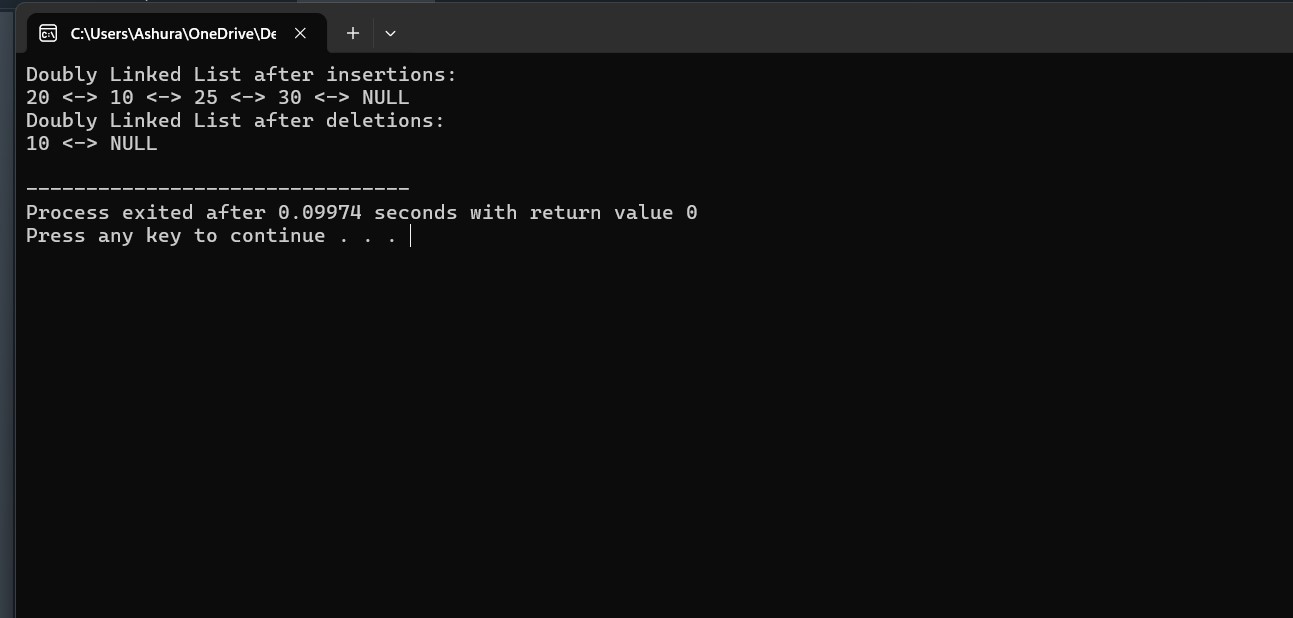 C:\Users\Ashura\OneDrive\De
Doubly Linked List after insertions:
20 <-> 10 <-> 25 <-> 30 <-> NULL
Doubly Linked List after deletions:
10 <-> NULL
--------------------------------
Process exited after 0.09974 seconds with return value 0
Press any key to continue . . .